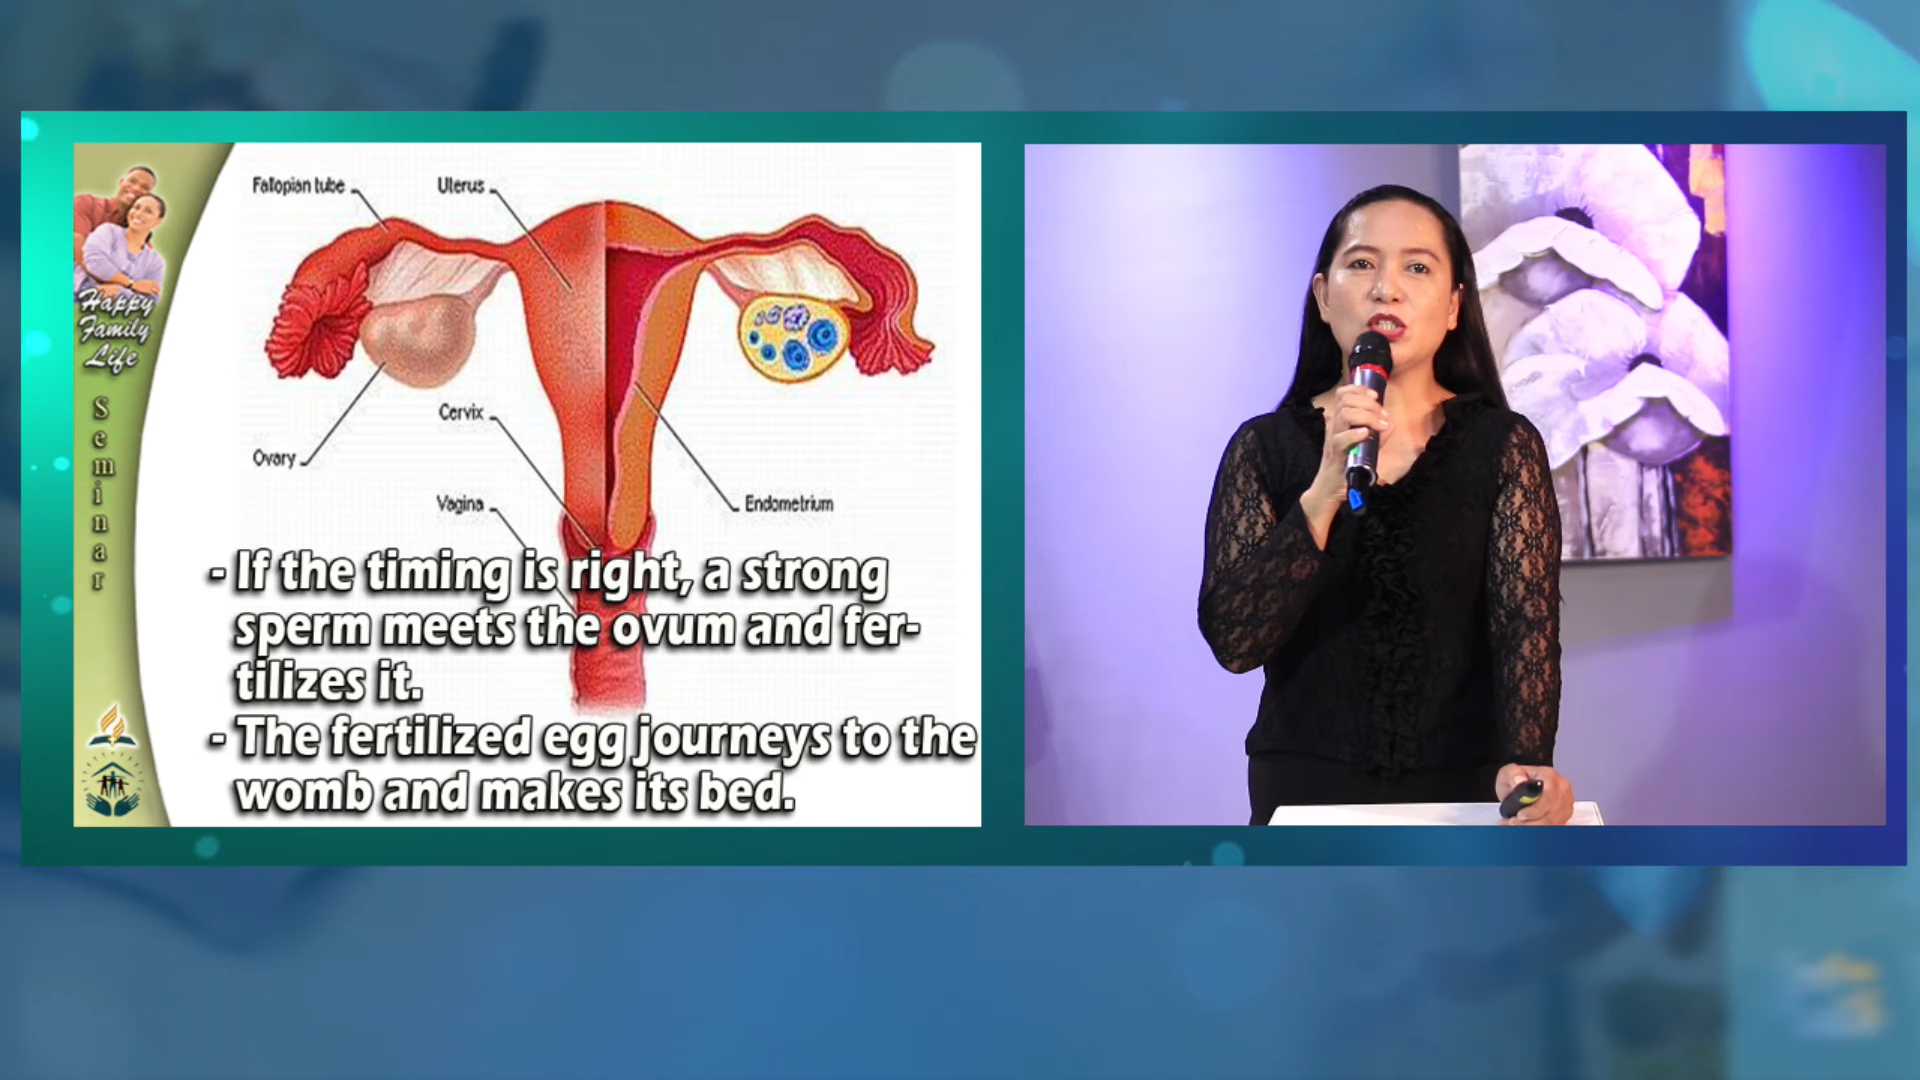 Fallopian tube
Uterus
Ovary
Cervix
Vagina
Endometrium
Happy
Family
Life
Seminar
- If the timing is right, a strong
sperm meets the ovum and fer-
tilizes it.
- The fertilized egg journeys to the
womb and makes its bed.